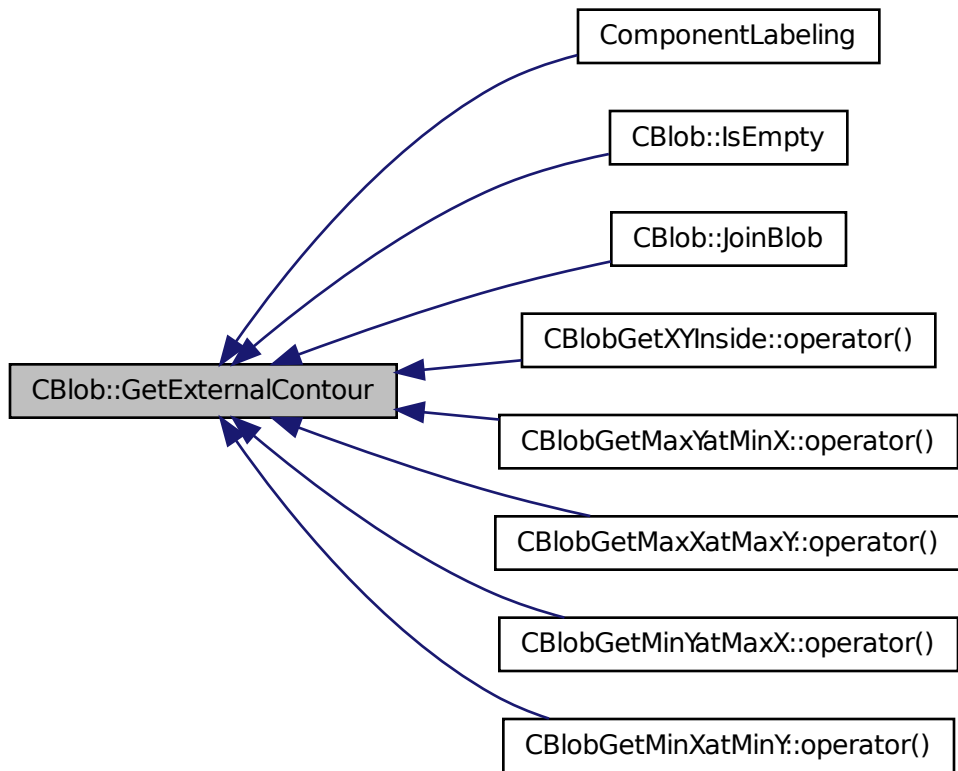 ComponentLabeling
CBlob::IsEmpty
CBlob::JoinBlob
CBlobGetXYInside::operator()
CBlob::GetExternalContour
CBlobGetMaxYatMinX::operator()
CBlobGetMaxXatMaxY::operator()
CBlobGetMinYatMaxX::operator()
CBlobGetMinXatMinY::operator()